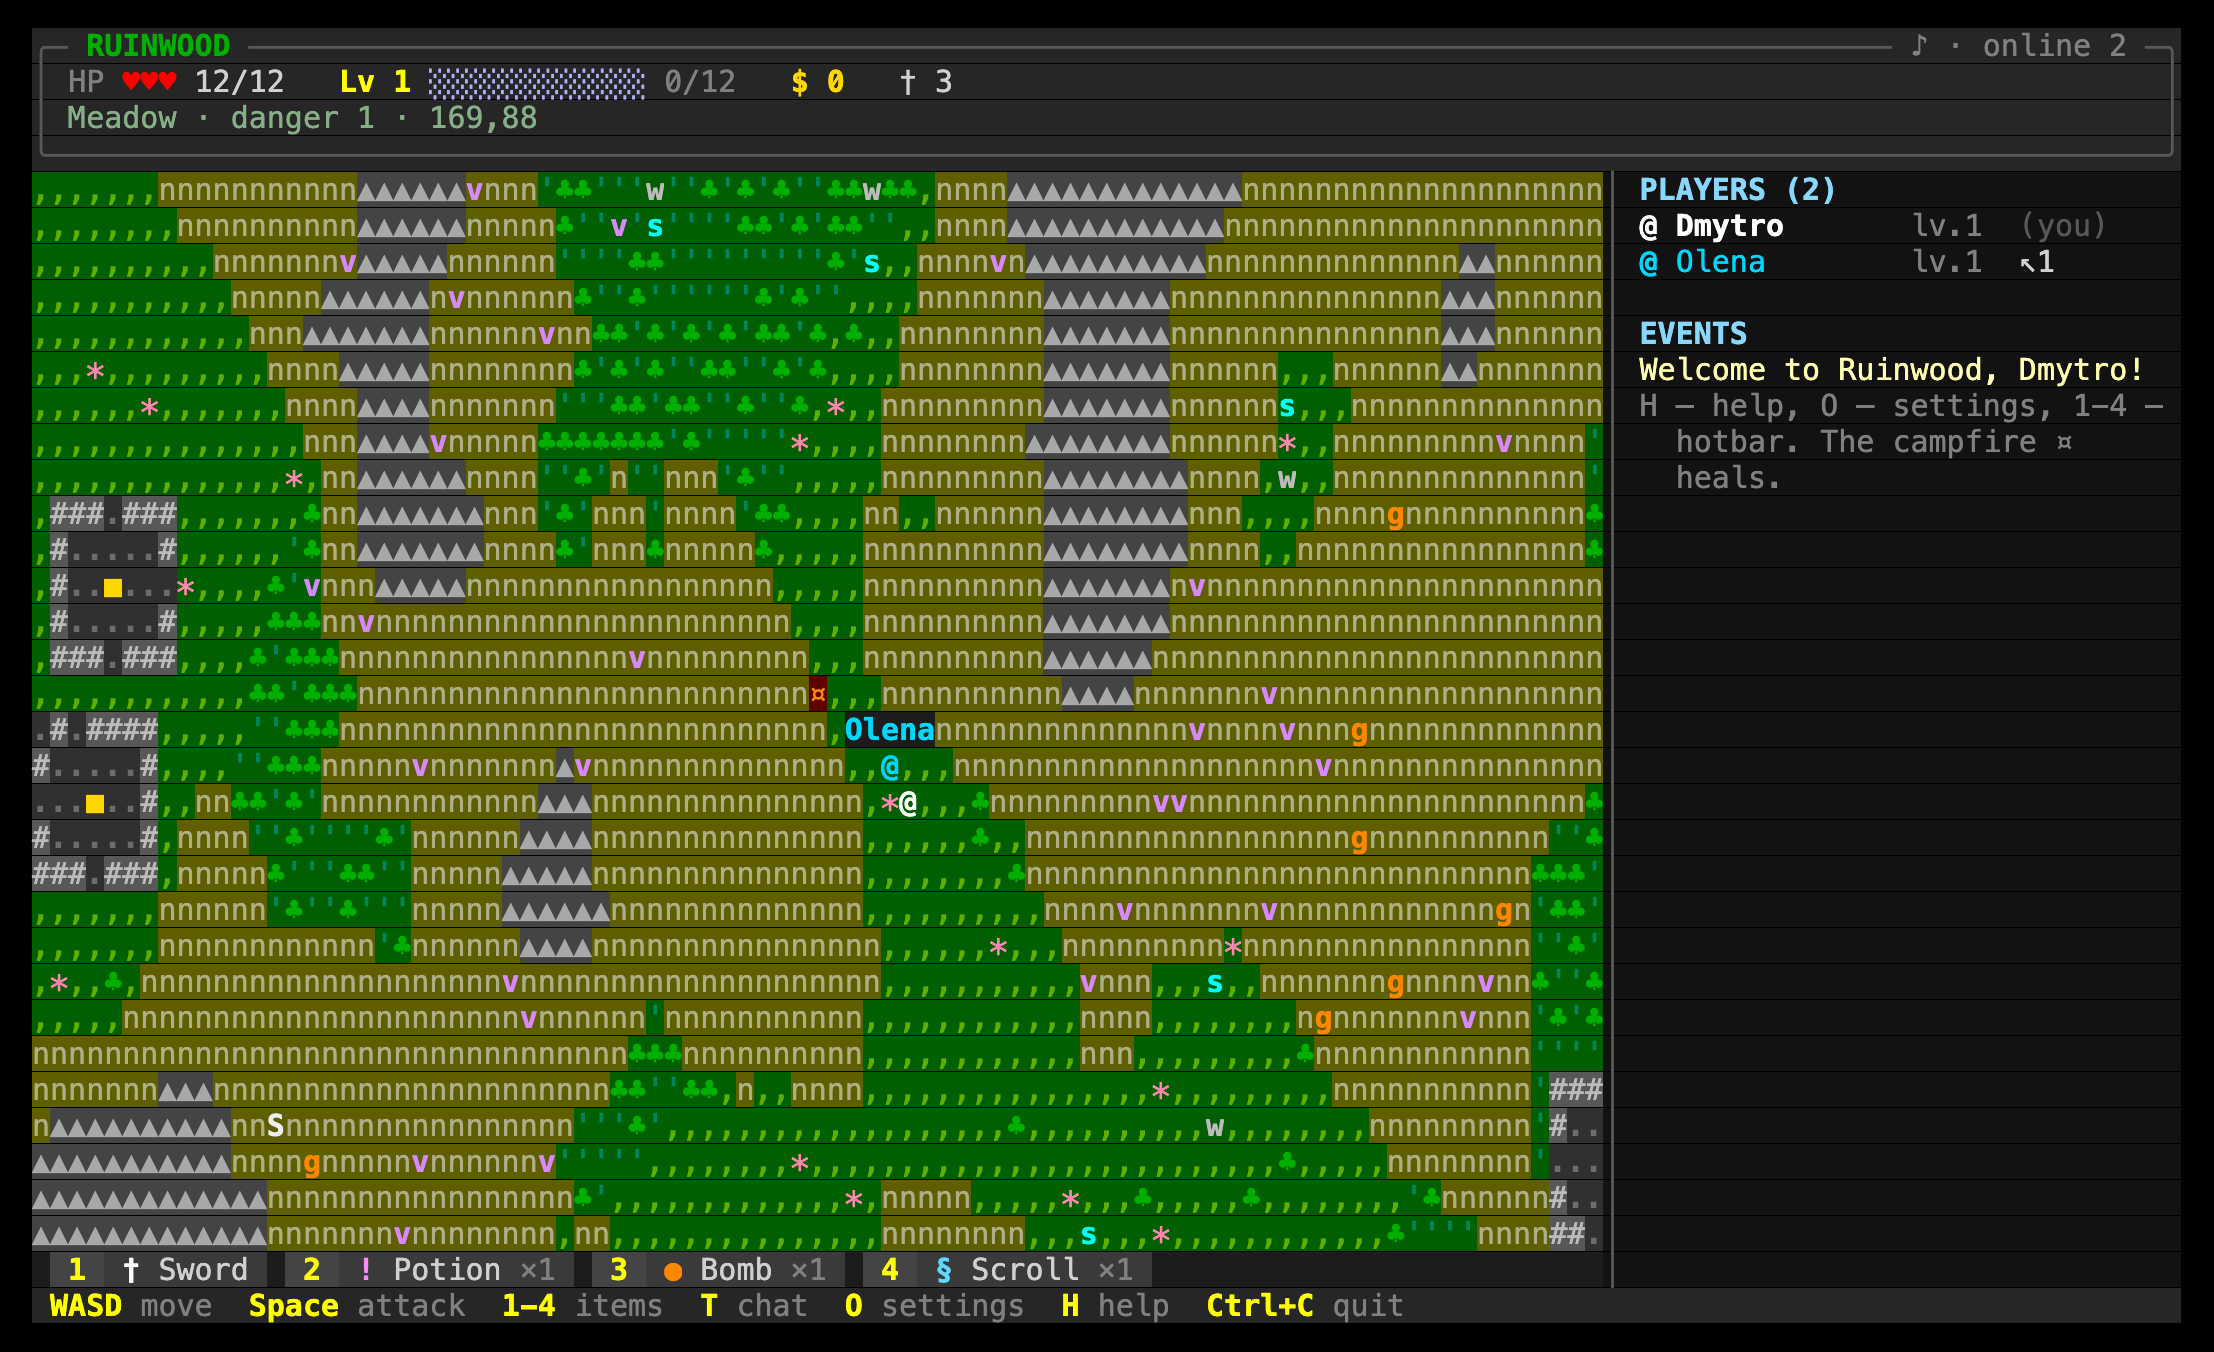 RUINWOOD ♪ · online 2
HP ♥♥♥ 12/12 Lv 1 0/12 $ 0 † 3
Meadow · danger 1 · 169,88
PLAYERS (2)
@ Dmytro lv.1 (you)
@ Olena lv.1 ↖1
EVENTS
Welcome to Ruinwood, Dmytro!
H — help, O — settings, 1–4 —
hotbar. The campfire ¤
heals.
Olena
1 † Sword 2 ! Potion ×1 3 ● Bomb ×1 4 § Scroll ×1
WASD move Space attack 1–4 items T chat O settings H help Ctrl+C quit